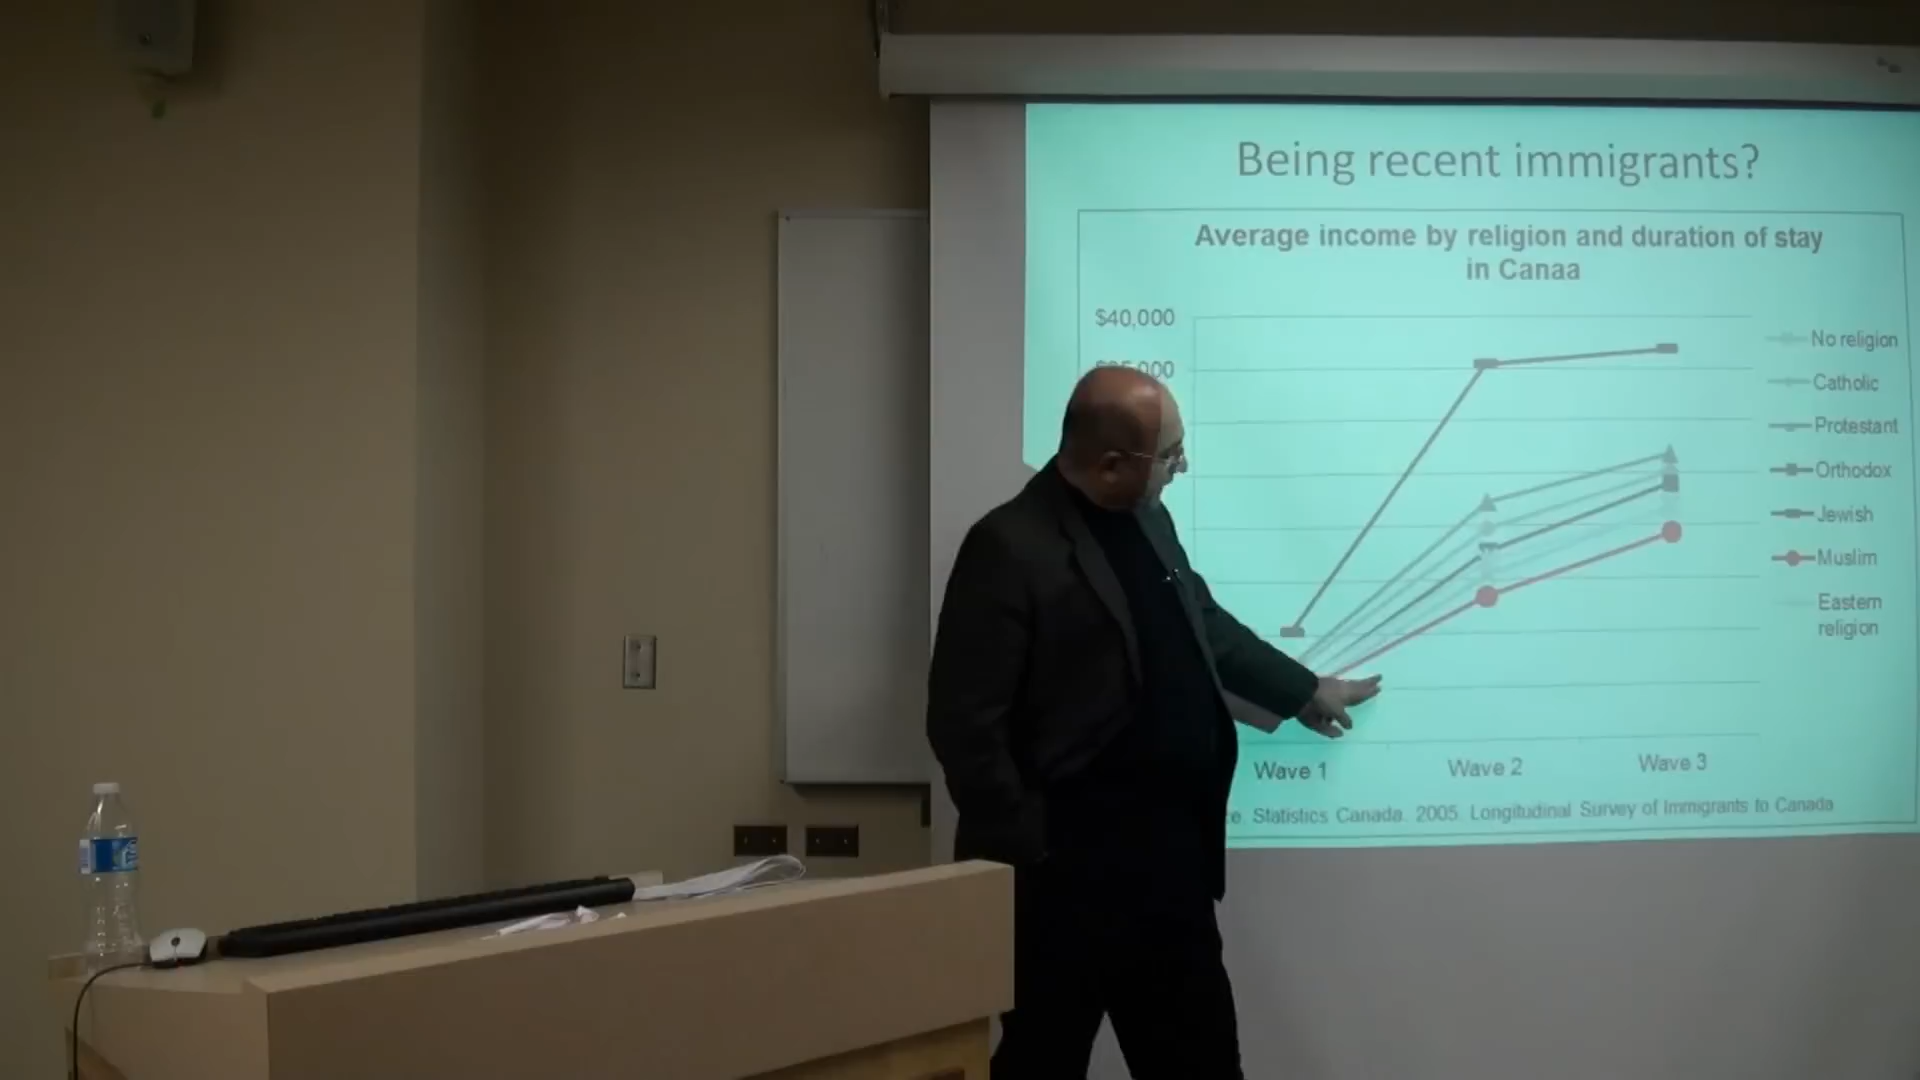 Being recent immigrants?
Average income by religion and duration of stay
in Canaa
$40,000
No religion
Catholic
Protestant
Orthodox
Jewish
Muslim
Eastern
religion
Wave 1 Wave 2 Wave 3
Statistics Canada. 2005. Longitudinal Survey of Immigrants to Canada